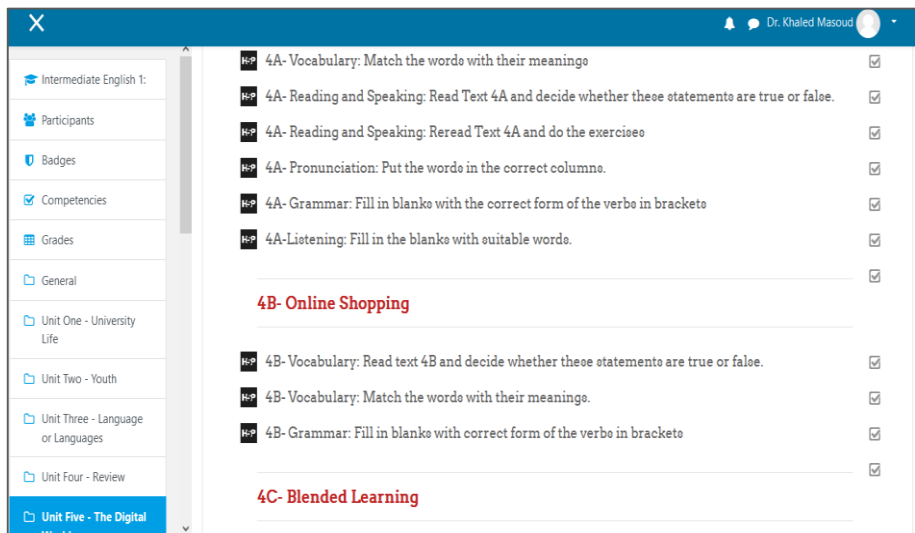 X
Dr. Khaled Masoud
Intermediate English 1:
Participants
Badges
Competencies
Grades
General
Unit One - University
Life
Unit Two - Youth
Unit Three - Language
or Languages
Unit Four - Review
Unit Five - The Digital
H-P 4A- Vocabulary: Match the words with their meanings
H-P 4A- Reading and Speaking: Read Text 4A and decide whether these statements are true or false.
H-P 4A- Reading and Speaking: Reread Text 4A and do the exercises
H-P 4A- Pronunciation: Put the words in the correct columns.
H-P 4A- Grammar: Fill in blanks with the correct form of the verbs in brackets
H-P 4A-Listening: Fill in the blanks with suitable words.
4B- Online Shopping
H-P 4B- Vocabulary: Read text 4B and decide whether these statements are true or false.
H-P 4B- Vocabulary: Match the words with their meanings.
H-P 4B- Grammar: Fill in blanks with correct form of the verbs in brackets
4C- Blended Learning